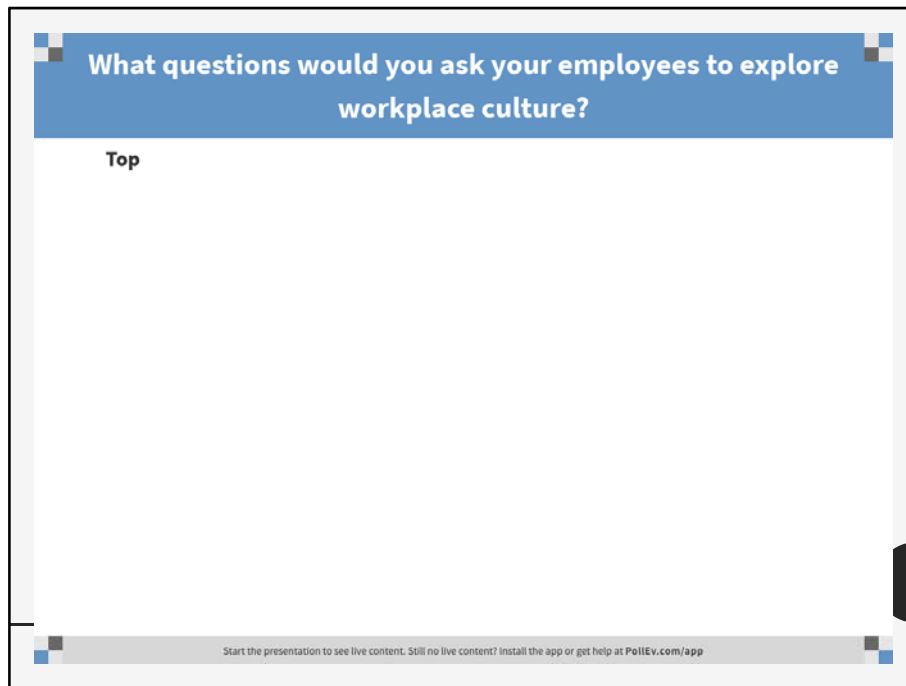 What questions would you ask your employees to explore
workplace culture?
Top
Start the presentation to see live content. Still no live content? Install the app or get help at PollEv.com/app